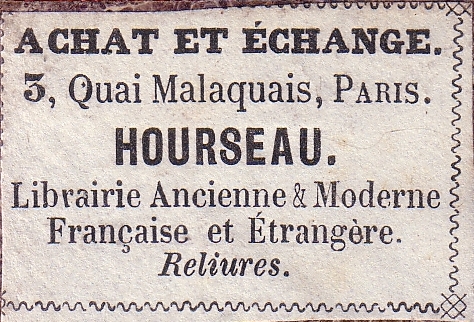 ACHAT ET ÉCHANGE.
3, Quai Malaquais, PARIS.
HOURSEAU.
Librairie Ancienne & Moderne
Française et Étrangère.
Reliures.